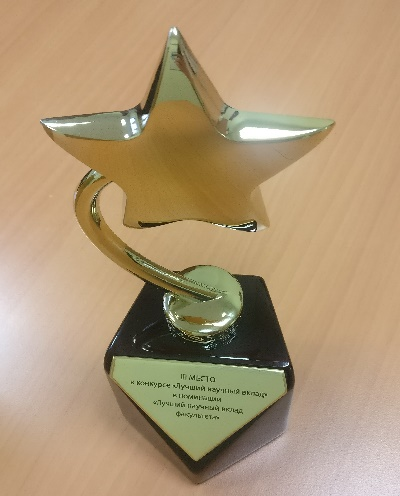 III МЕСТО
в конкурсе «Лучший научный вклад»
в номинации
«Лучший научный вклад
факультета»